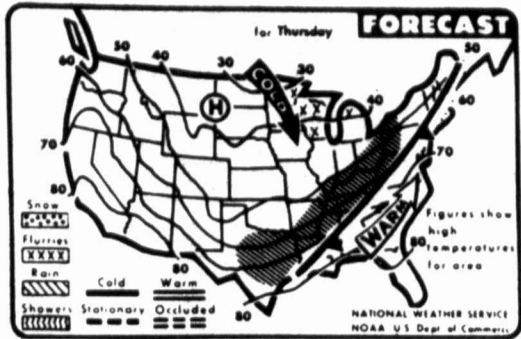 for Thursday
FORECAST
60 50 40 30 COLD 30 40 50
60
70
70
80
H
WARM
80
80
80
Snow
Flurries
XXXX
Rain
Showers
Cold
Warm
Stationary
Occluded
Figures show
high
temperatures
for area
NATIONAL WEATHER SERVICE
NOAA U S Dept of Commerce